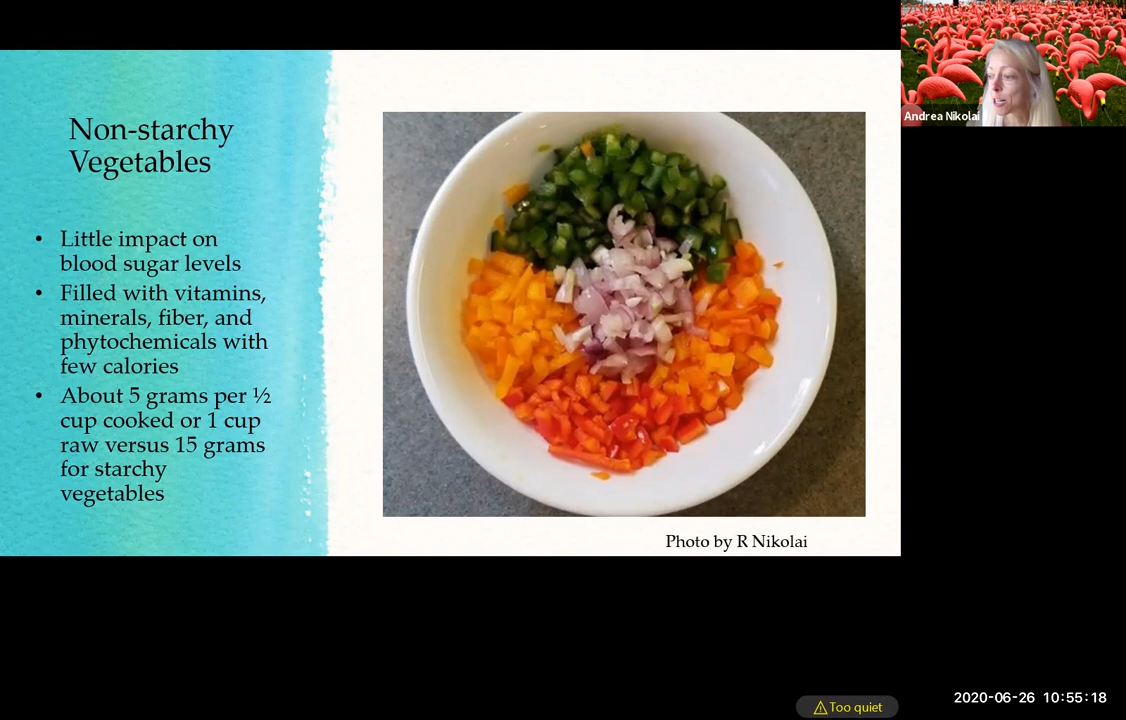 Non-starchy
Vegetables
• Little impact on
blood sugar levels
• Filled with vitamins,
minerals, fiber, and
phytochemicals with
few calories
• About 5 grams per ½
cup cooked or 1 cup
raw versus 15 grams
for starchy
vegetables
Photo by R Nikolai
Andrea Nikolai
Too quiet
2020-06-26 10:55:18